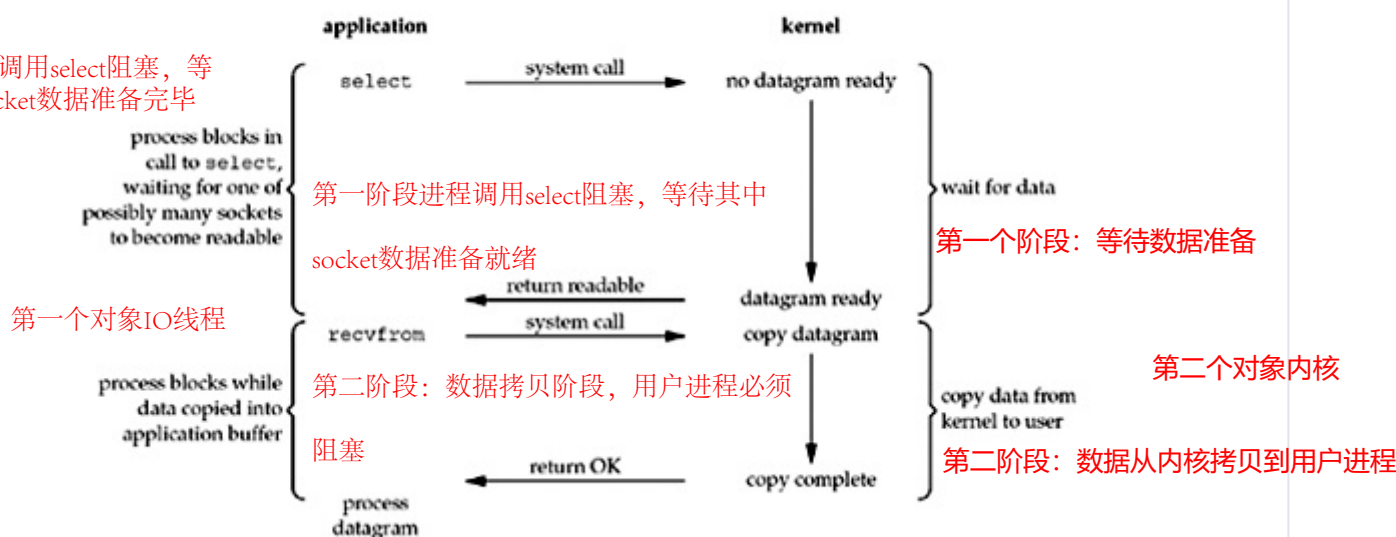 application
kernel
调用select阻塞，等
cket数据准备完毕
select
system call
no datagram ready
process blocks in
call to select,
waiting for one of
possibly many sockets
to become readable
第一阶段进程调用select阻塞，等待其中
socket数据准备就绪
wait for data
第一个阶段：等待数据准备
return readable
datagram ready
第一个对象IO线程
recvfrom
system call
copy datagram
process blocks while
data copied into
application buffer
第二阶段：数据拷贝阶段，用户进程必须
阻塞
第二个对象内核
copy data from
kernel to user
第二阶段：数据从内核拷贝到用户进程
return OK
copy complete
process
datagram